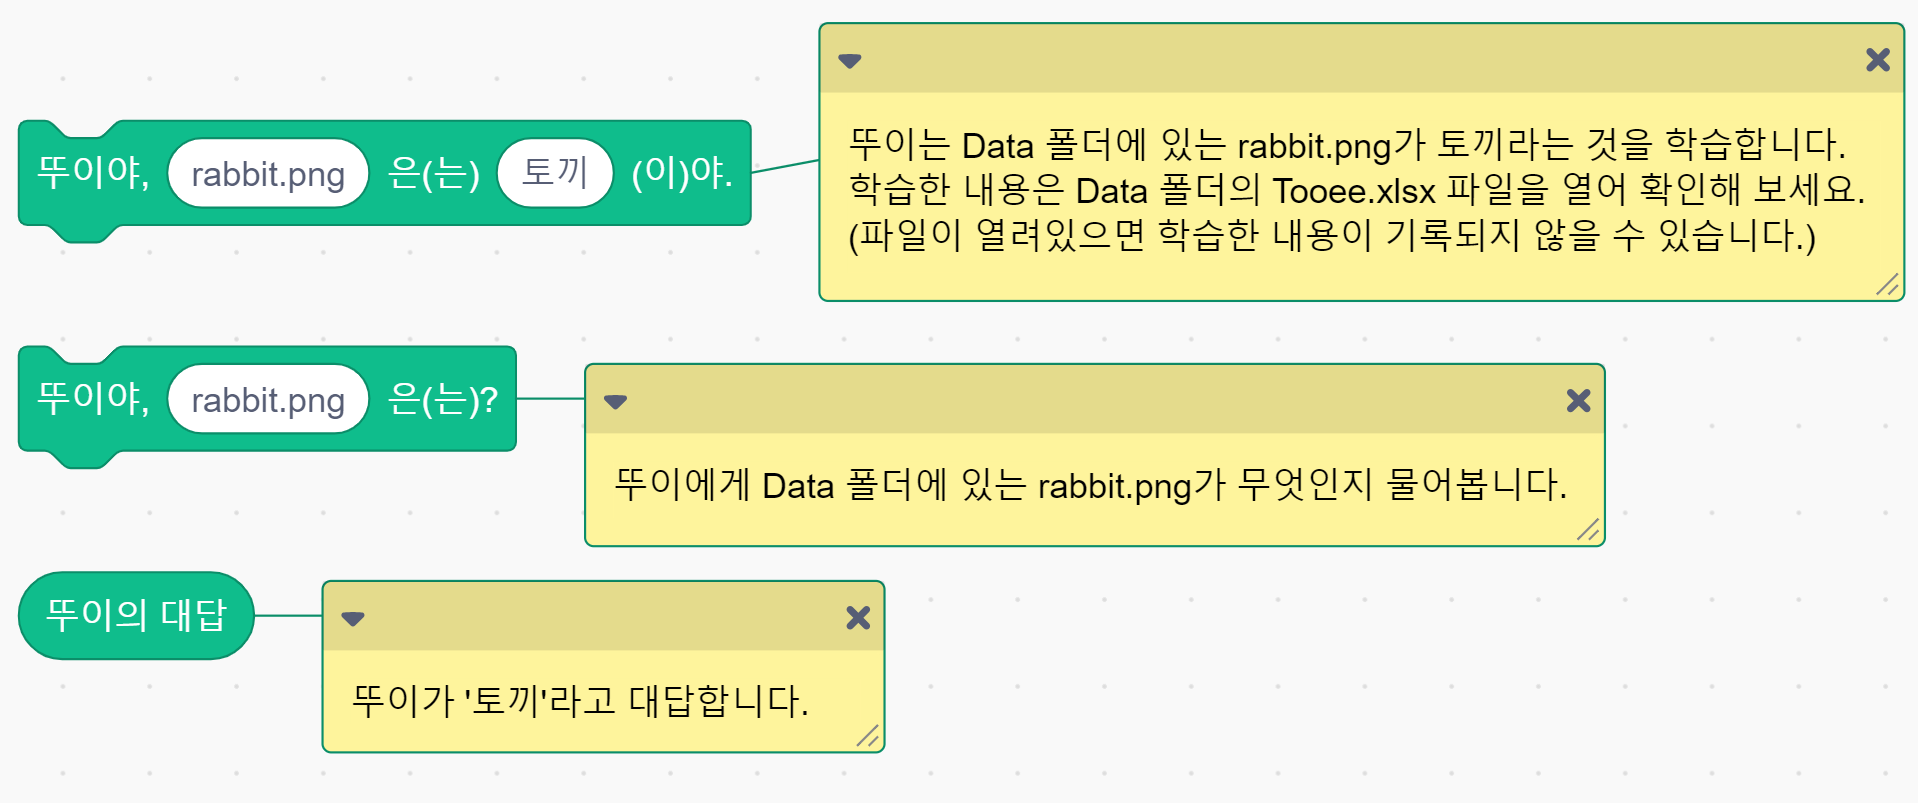 뚜이야, rabbit.png 은(는) 토끼 (이)야.
뚜이는 Data 폴더에 있는 rabbit.png가 토끼라는 것을 학습합니다.
학습한 내용은 Data 폴더의 Tooee.xlsx 파일을 열어 확인해 보세요.
(파일이 열려있으면 학습한 내용이 기록되지 않을 수 있습니다.)
뚜이야, rabbit.png 은(는)?
뚜이에게 Data 폴더에 있는 rabbit.png가 무엇인지 물어봅니다.
뚜이의 대답
뚜이가 '토끼'라고 대답합니다.